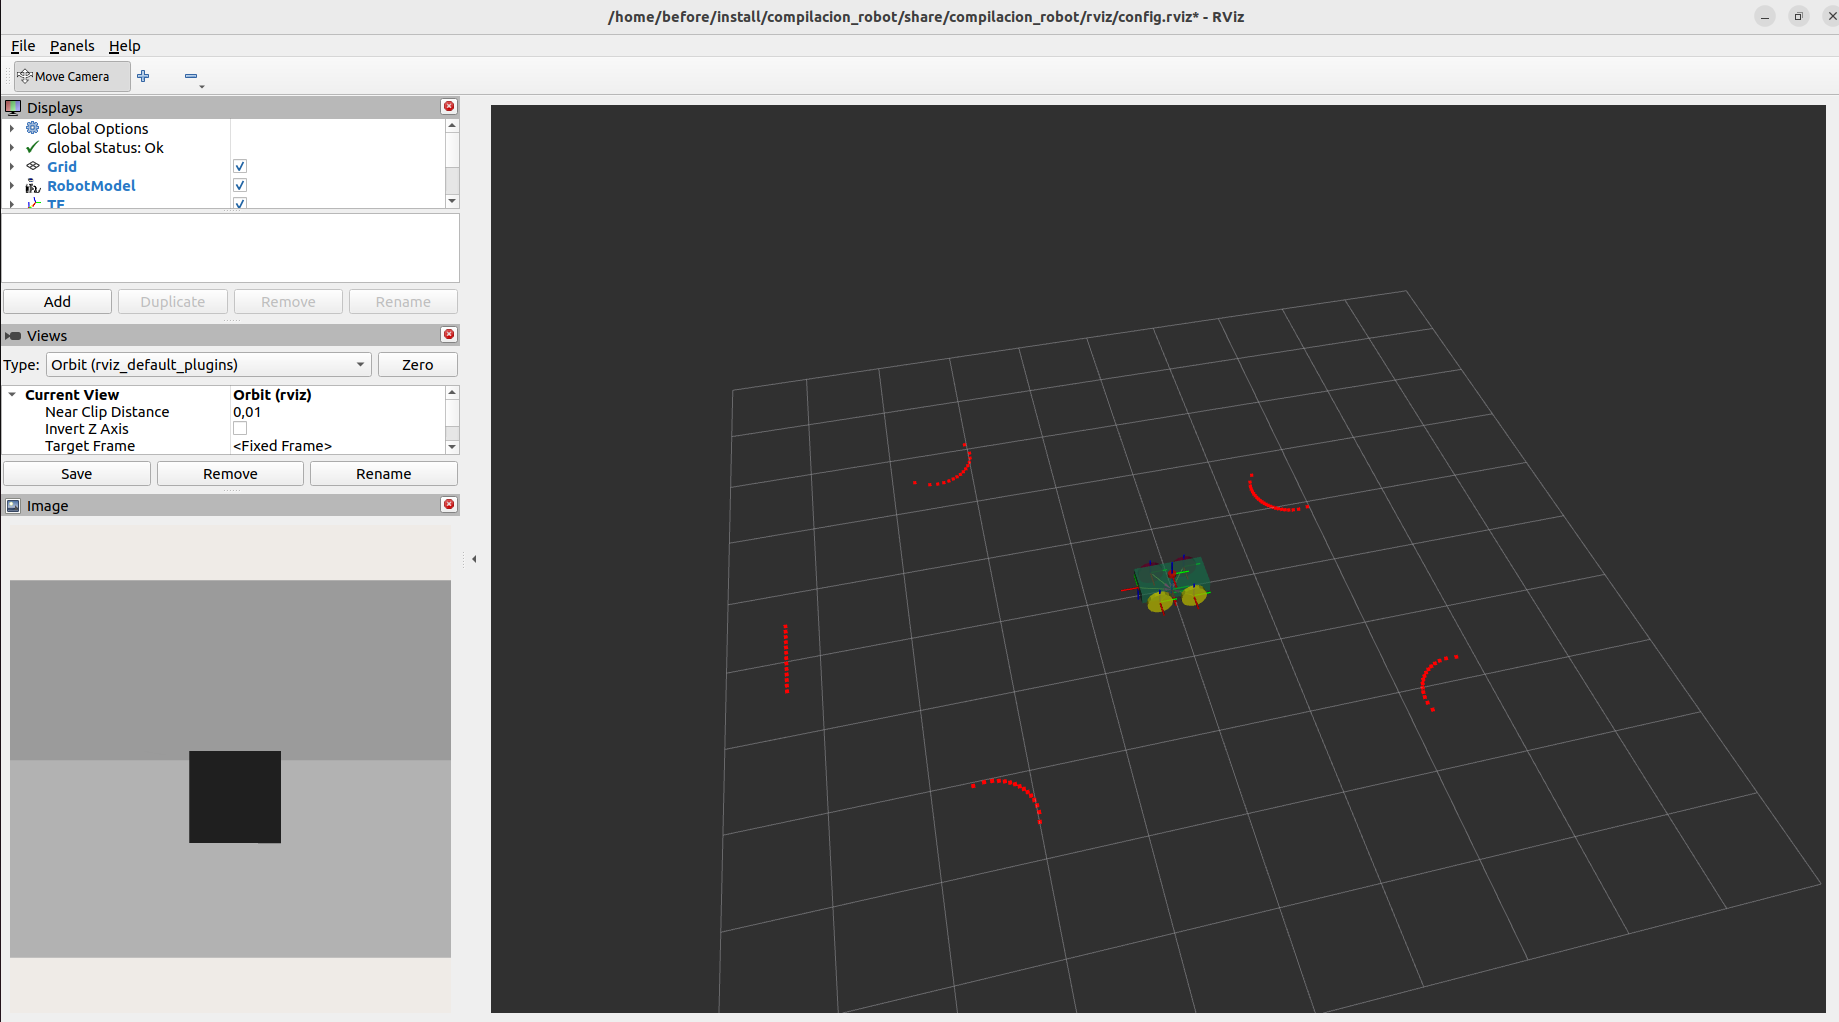 /home/before/install/compilacion_robot/share/compilacion_robot/rviz/config.rviz* - RViz
File Panels Help
Move Camera
Displays
Global Options
Global Status: Ok
Grid
RobotModel
TF
Add Duplicate Remove Rename
Views
Type: Orbit (rviz_default_plugins) Zero
Current View Orbit (rviz)
Near Clip Distance 0,01
Invert Z Axis
Target Frame <Fixed Frame>
Save Remove Rename
Image